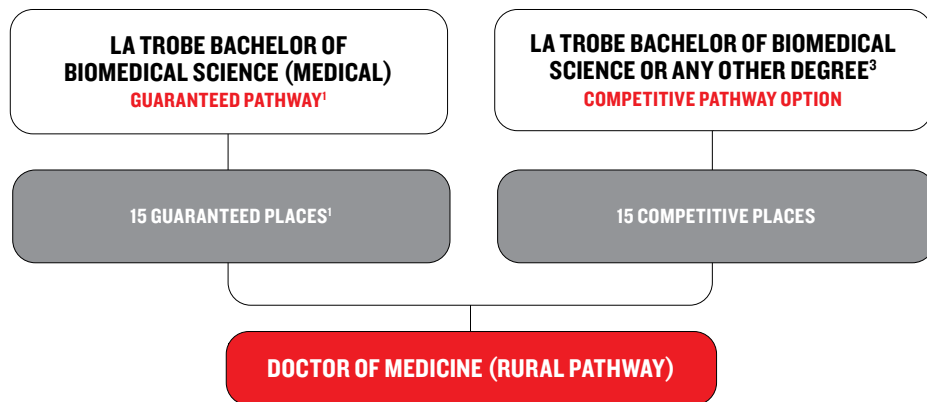 LA TROBE BACHELOR OF
BIOMEDICAL SCIENCE (MEDICAL)
GUARANTEED PATHWAY¹
LA TROBE BACHELOR OF BIOMEDICAL
SCIENCE OR ANY OTHER DEGREE³
COMPETITIVE PATHWAY OPTION
15 GUARANTEED PLACES¹
15 COMPETITIVE PLACES
DOCTOR OF MEDICINE (RURAL PATHWAY)